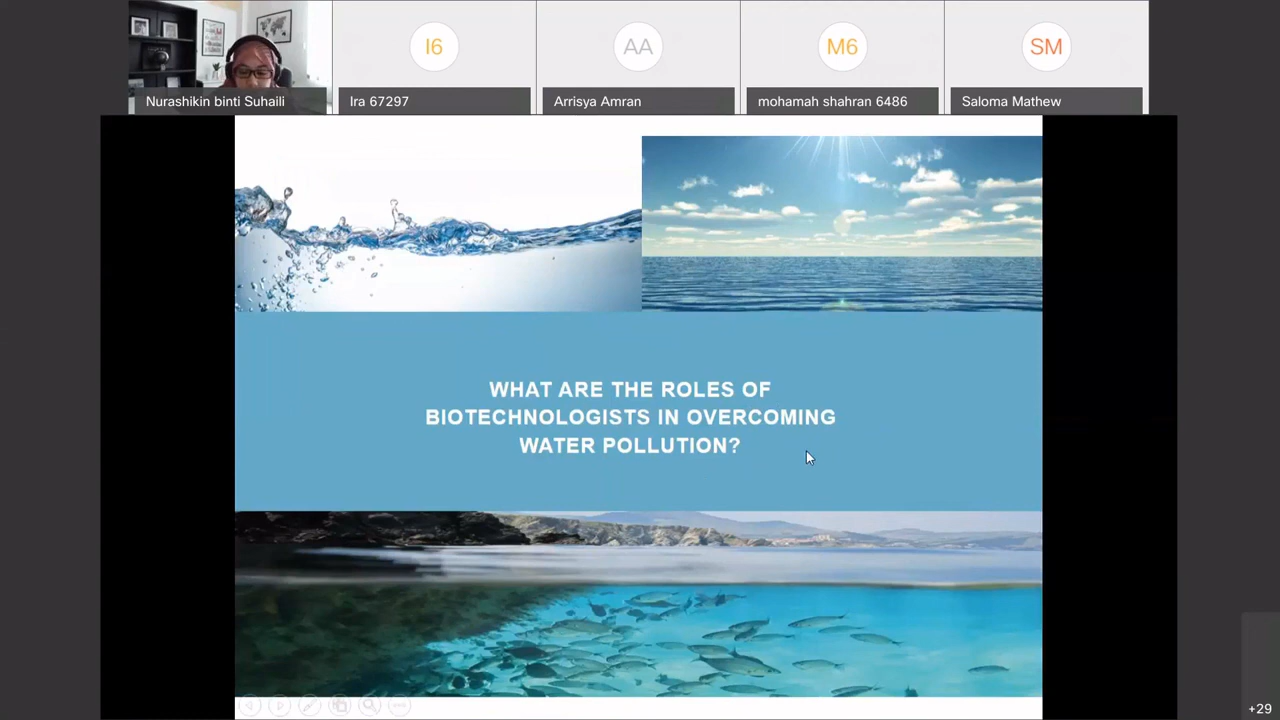 I6
AA
M6
SM
Nurashikin binti Suhaili
Ira 67297
Arrisya Amran
mohamah shahran 6486
Saloma Mathew
WHAT ARE THE ROLES OF
BIOTECHNOLOGISTS IN OVERCOMING
WATER POLLUTION?
+29